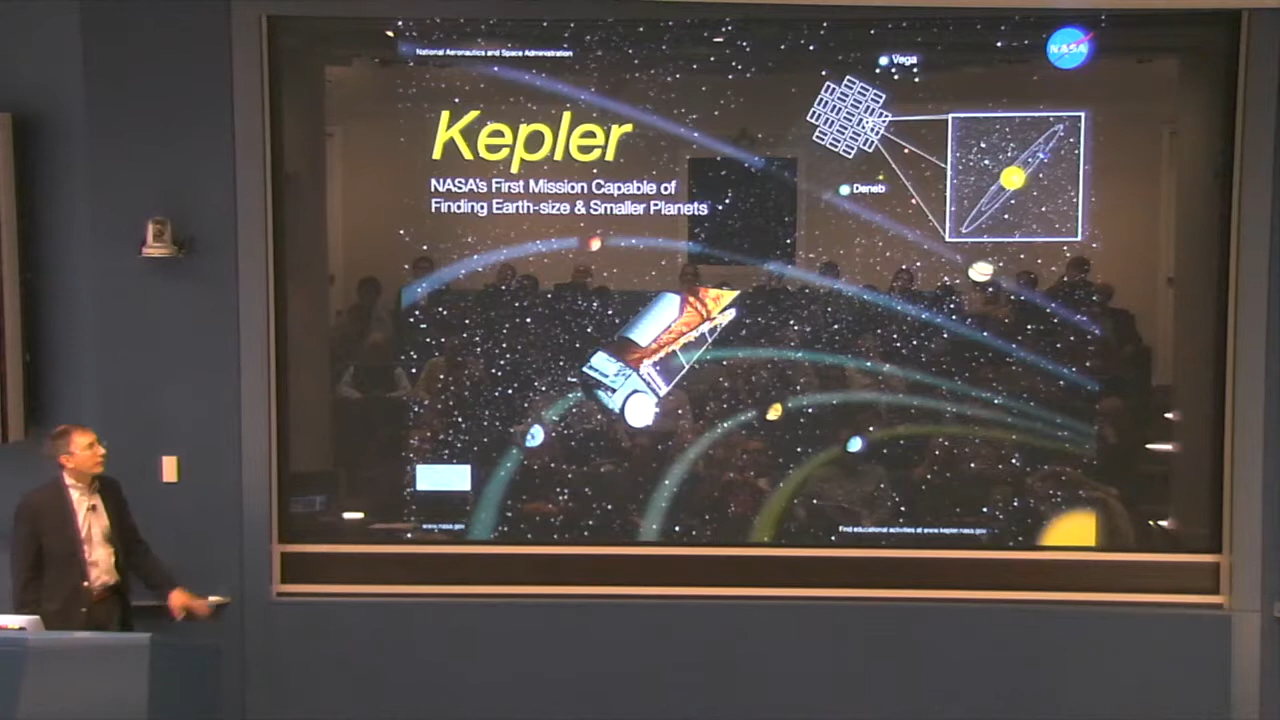 National Aeronautics and Space Administration
NASA
Vega
Kepler
NASA's First Mission Capable of
Finding Earth-size & Smaller Planets
Deneb
www.nasa.gov
Find educational activities at www.kepler.nasa.gov